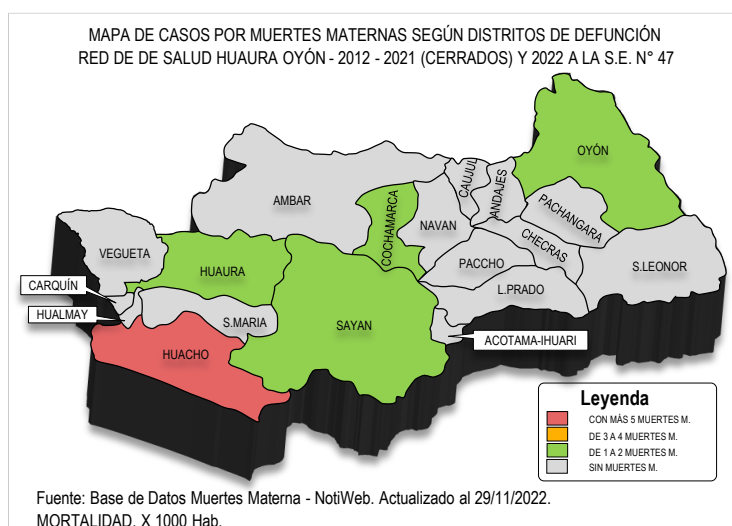 MAPA DE CASOS POR MUERTES MATERNAS SEGÚN DISTRITOS DE DEFUNCIÓN
RED DE DE SALUD HUAURA OYÓN - 2012 - 2021 (CERRADOS) Y 2022 A LA S.E. N° 47
OYÓN
CAUJUL
ANDAJES
AMBAR
COCHAMARCA
NAVAN
PACHANGARA
CHECRAS
VEGUETA
HUAURA
PACCHO
S.LEONOR
CARQUÍN
L.PRADO
HUALMAY
S.MARIA
SAYAN
ACOTAMA-IHUARI
HUACHO
Leyenda
CON MÁS 5 MUERTES M.
DE 3 A 4 MUERTES M.
DE 1 A 2 MUERTES M.
SIN MUERTES M.
Fuente: Base de Datos Muertes Materna - NotiWeb. Actualizado al 29/11/2022.
MORTALIDAD. X 1000 Hab.